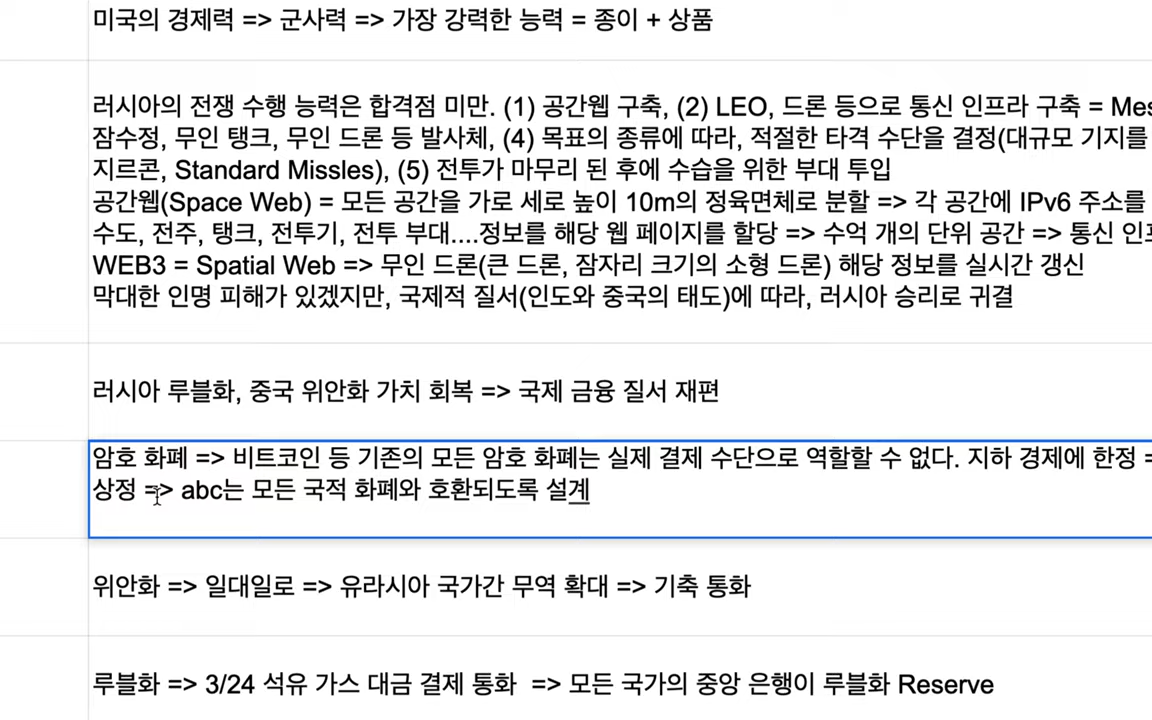 미국의 경제력 => 군사력 => 가장 강력한 능력 = 종이 + 상품
러시아의 전쟁 수행 능력은 합격점 미만. (1) 공간웹 구축, (2) LEO, 드론 등으로 통신 인프라 구축 =
잠수정, 무인 탱크, 무인 드론 등 발사체, (4) 목표의 종류에 따라, 적절한 타격 수단을 결정(대규모 기지를
지르콘, Standard Missles), (5) 전투가 마무리 된 후에 수습을 위한 부대 투입
공간웹(Space Web) = 모든 공간을 가로 세로 높이 10m의 정육면체로 분할 => 각 공간에 IPv6 주소를
수도, 전주, 탱크, 전투기, 전투 부대....정보를 해당 웹 페이지를 할당 => 수억 개의 단위 공간 => 통신
WEB3 = Spatial Web => 무인 드론(큰 드론, 잠자리 크기의 소형 드론) 해당 정보를 실시간 갱신
막대한 인명 피해가 있겠지만, 국제적 질서(인도와 중국의 태도)에 따라, 러시아 승리로 귀결
러시아 루블화, 중국 위안화 가치 회복 => 국제 금융 질서 재편
암호 화폐 => 비트코인 등 기존의 모든 암호 화폐는 실제 결제 수단으로 역할할 수 없다. 지하 경제에 한정 =
상정 => abc는 모든 국적 화폐와 호환되도록 설계
위안화 => 일대일로 => 유라시아 국가간 무역 확대 => 기축 통화
루블화 => 3/24 석유 가스 대금 결제 통화 => 모든 국가의 중앙 은행이 루블화 Reserve